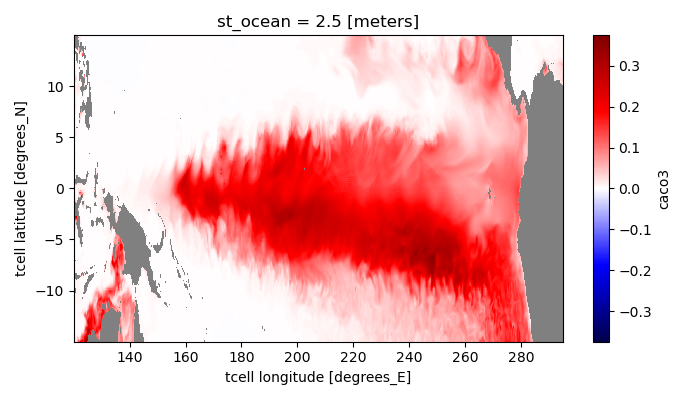 st_ocean = 2.5 [meters]
tcell latitude [degrees_N]
10
5
0
−5
−10
140 160 180 200 220 240 260 280
tcell longitude [degrees_E]
0.3
0.2
0.1
0.0
−0.1
−0.2
−0.3
caco3